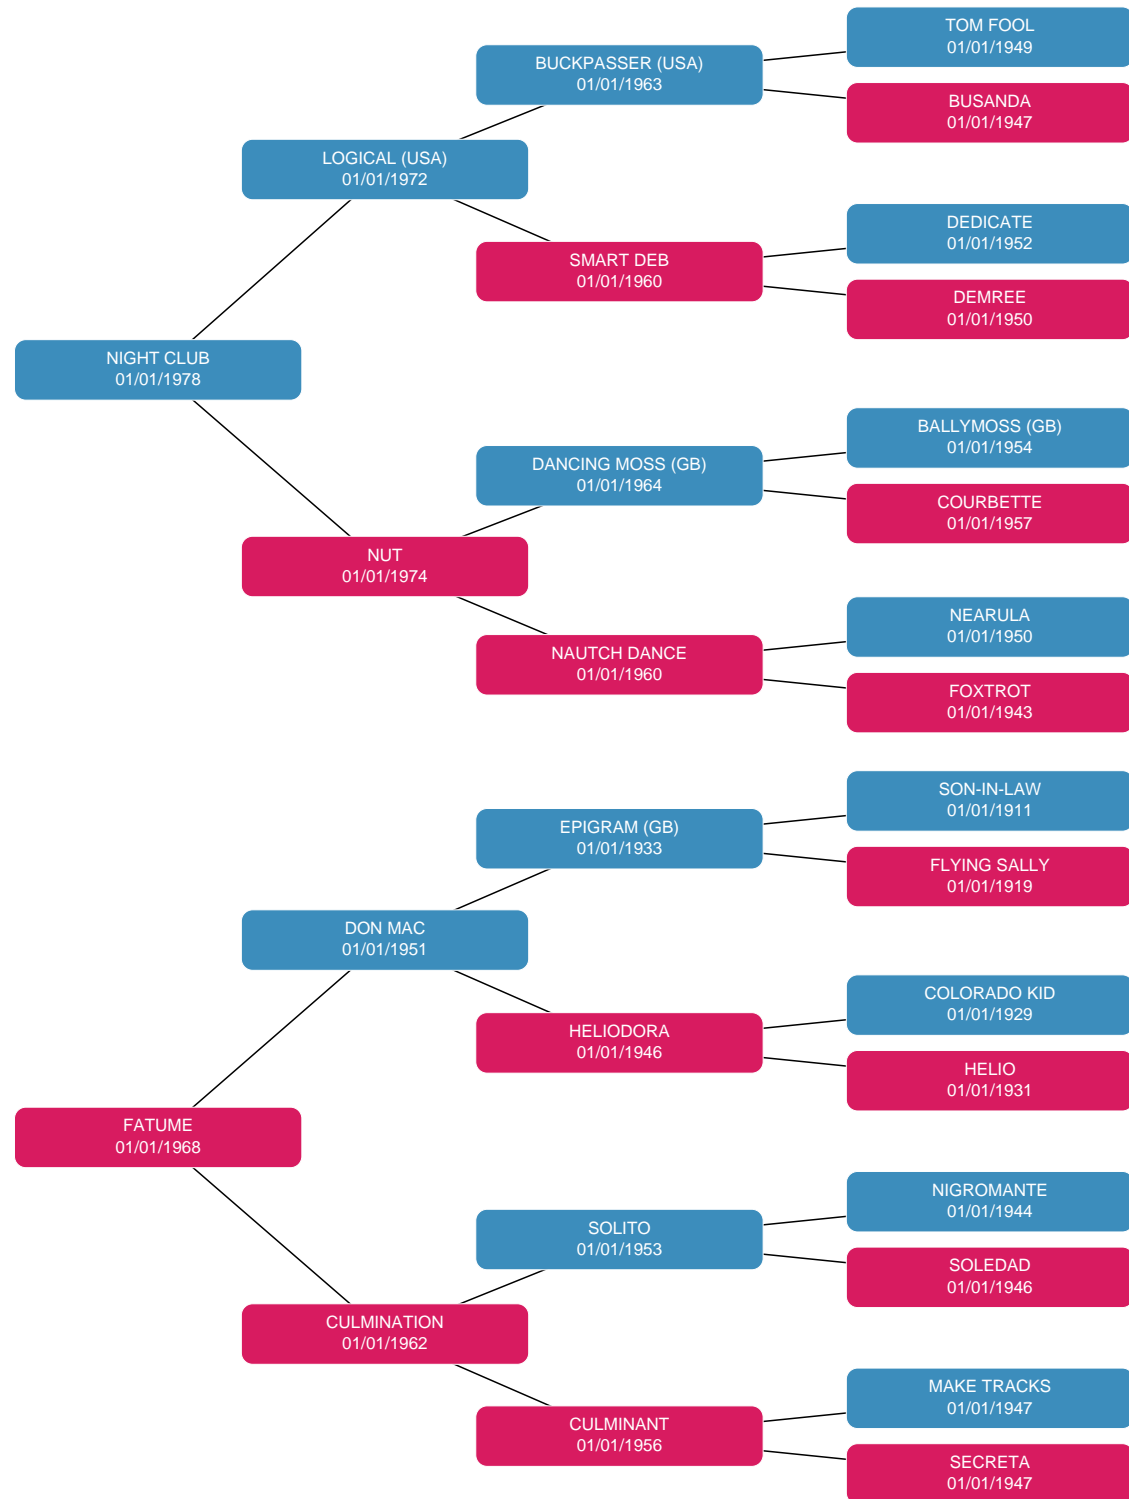 TOM FOOL
01/01/1949
BUCKPASSER (USA)
01/01/1963
BUSANDA
01/01/1947
LOGICAL (USA)
01/01/1972
DEDICATE
01/01/1952
SMART DEB
01/01/1960
DEMREE
01/01/1950
NIGHT CLUB
01/01/1978
BALLYMOSS (GB)
01/01/1954
DANCING MOSS (GB)
01/01/1964
COURBETTE
01/01/1957
NUT
01/01/1974
NEARULA
01/01/1950
NAUTCH DANCE
01/01/1960
FOXTROT
01/01/1943
SON-IN-LAW
01/01/1911
EPIGRAM (GB)
01/01/1933
FLYING SALLY
01/01/1919
DON MAC
01/01/1951
COLORADO KID
01/01/1929
HELIODORA
01/01/1946
HELIO
01/01/1931
FATUME
01/01/1968
NIGROMANTE
01/01/1944
SOLITO
01/01/1953
SOLEDAD
01/01/1946
CULMINATION
01/01/1962
MAKE TRACKS
01/01/1947
CULMINANT
01/01/1956
SECRETA
01/01/1947